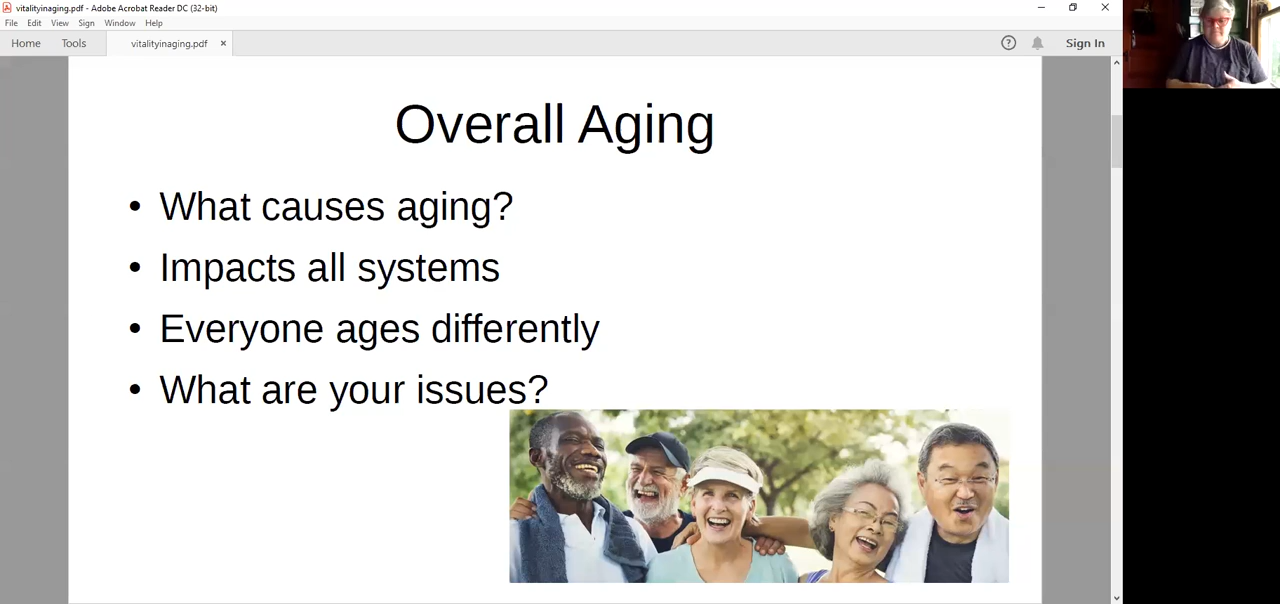 vitalityinaging.pdf - Adobe Acrobat Reader DC (32-bit)
File Edit View Sign Window Help
Home Tools vitalityinaging.pdf × ? Sign In
Overall Aging
• What causes aging?
• Impacts all systems
• Everyone ages differently
• What are your issues?